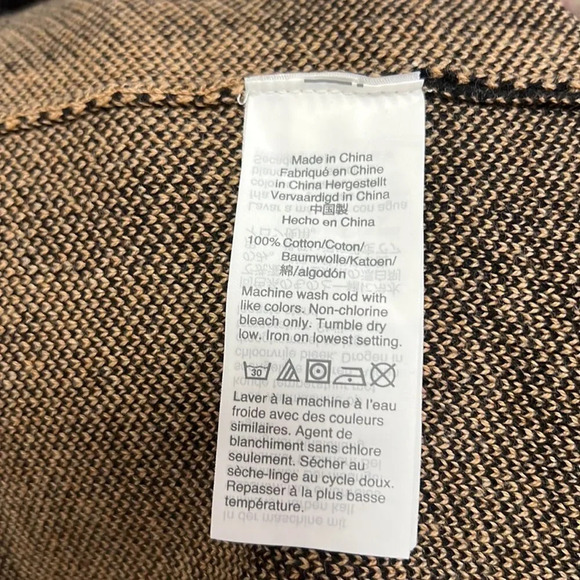 Made in China
Fabriqué en Chine
in China Hergestellt
Vervaardigd in China
中国製
Hecho en China
100% Cotton/Coton/
Baumwolle/Katoen/
綿/algodón
Machine wash cold with
like colors. Non-chlorine
bleach only. Tumble dry
low. Iron on lowest setting.
30
Laver à la machine à l'eau
froide avec des couleurs
similaires. Agent de
blanchiment sans chlore
seulement. Sécher au
sèche-linge au cycle doux.
Repasser à la plus basse
température.